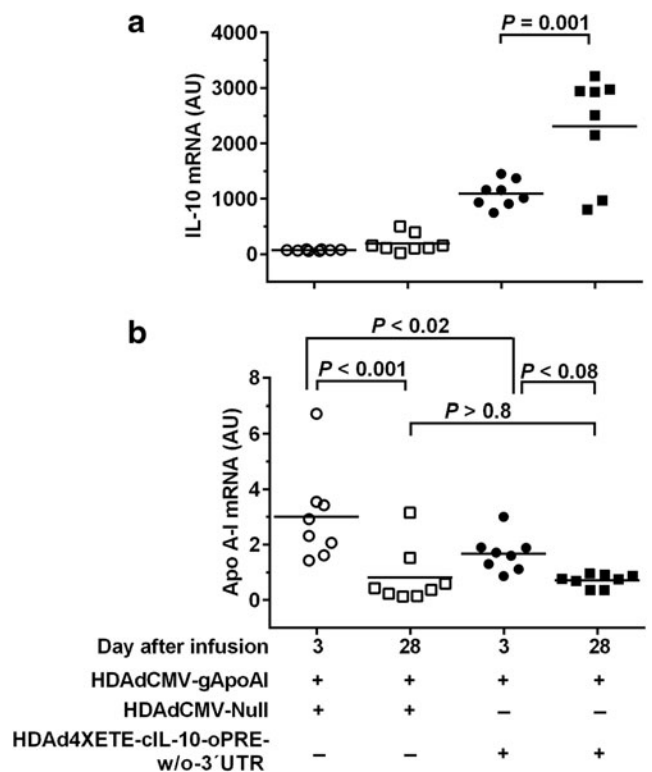 a
P = 0.001
4000
3000
2000
1000
0
IL-10 mRNA (AU)
b
P < 0.02
P < 0.001
P < 0.08
P > 0.8
8
6
4
2
0
Apo A-I mRNA (AU)
Day after infusion 3 28 3 28
HDAdCMV-gApoAI + + + +
HDAdCMV-Null + + – –
HDAd4XETE-cIL-10-oPRE-
w/o-3´UTR – – + +